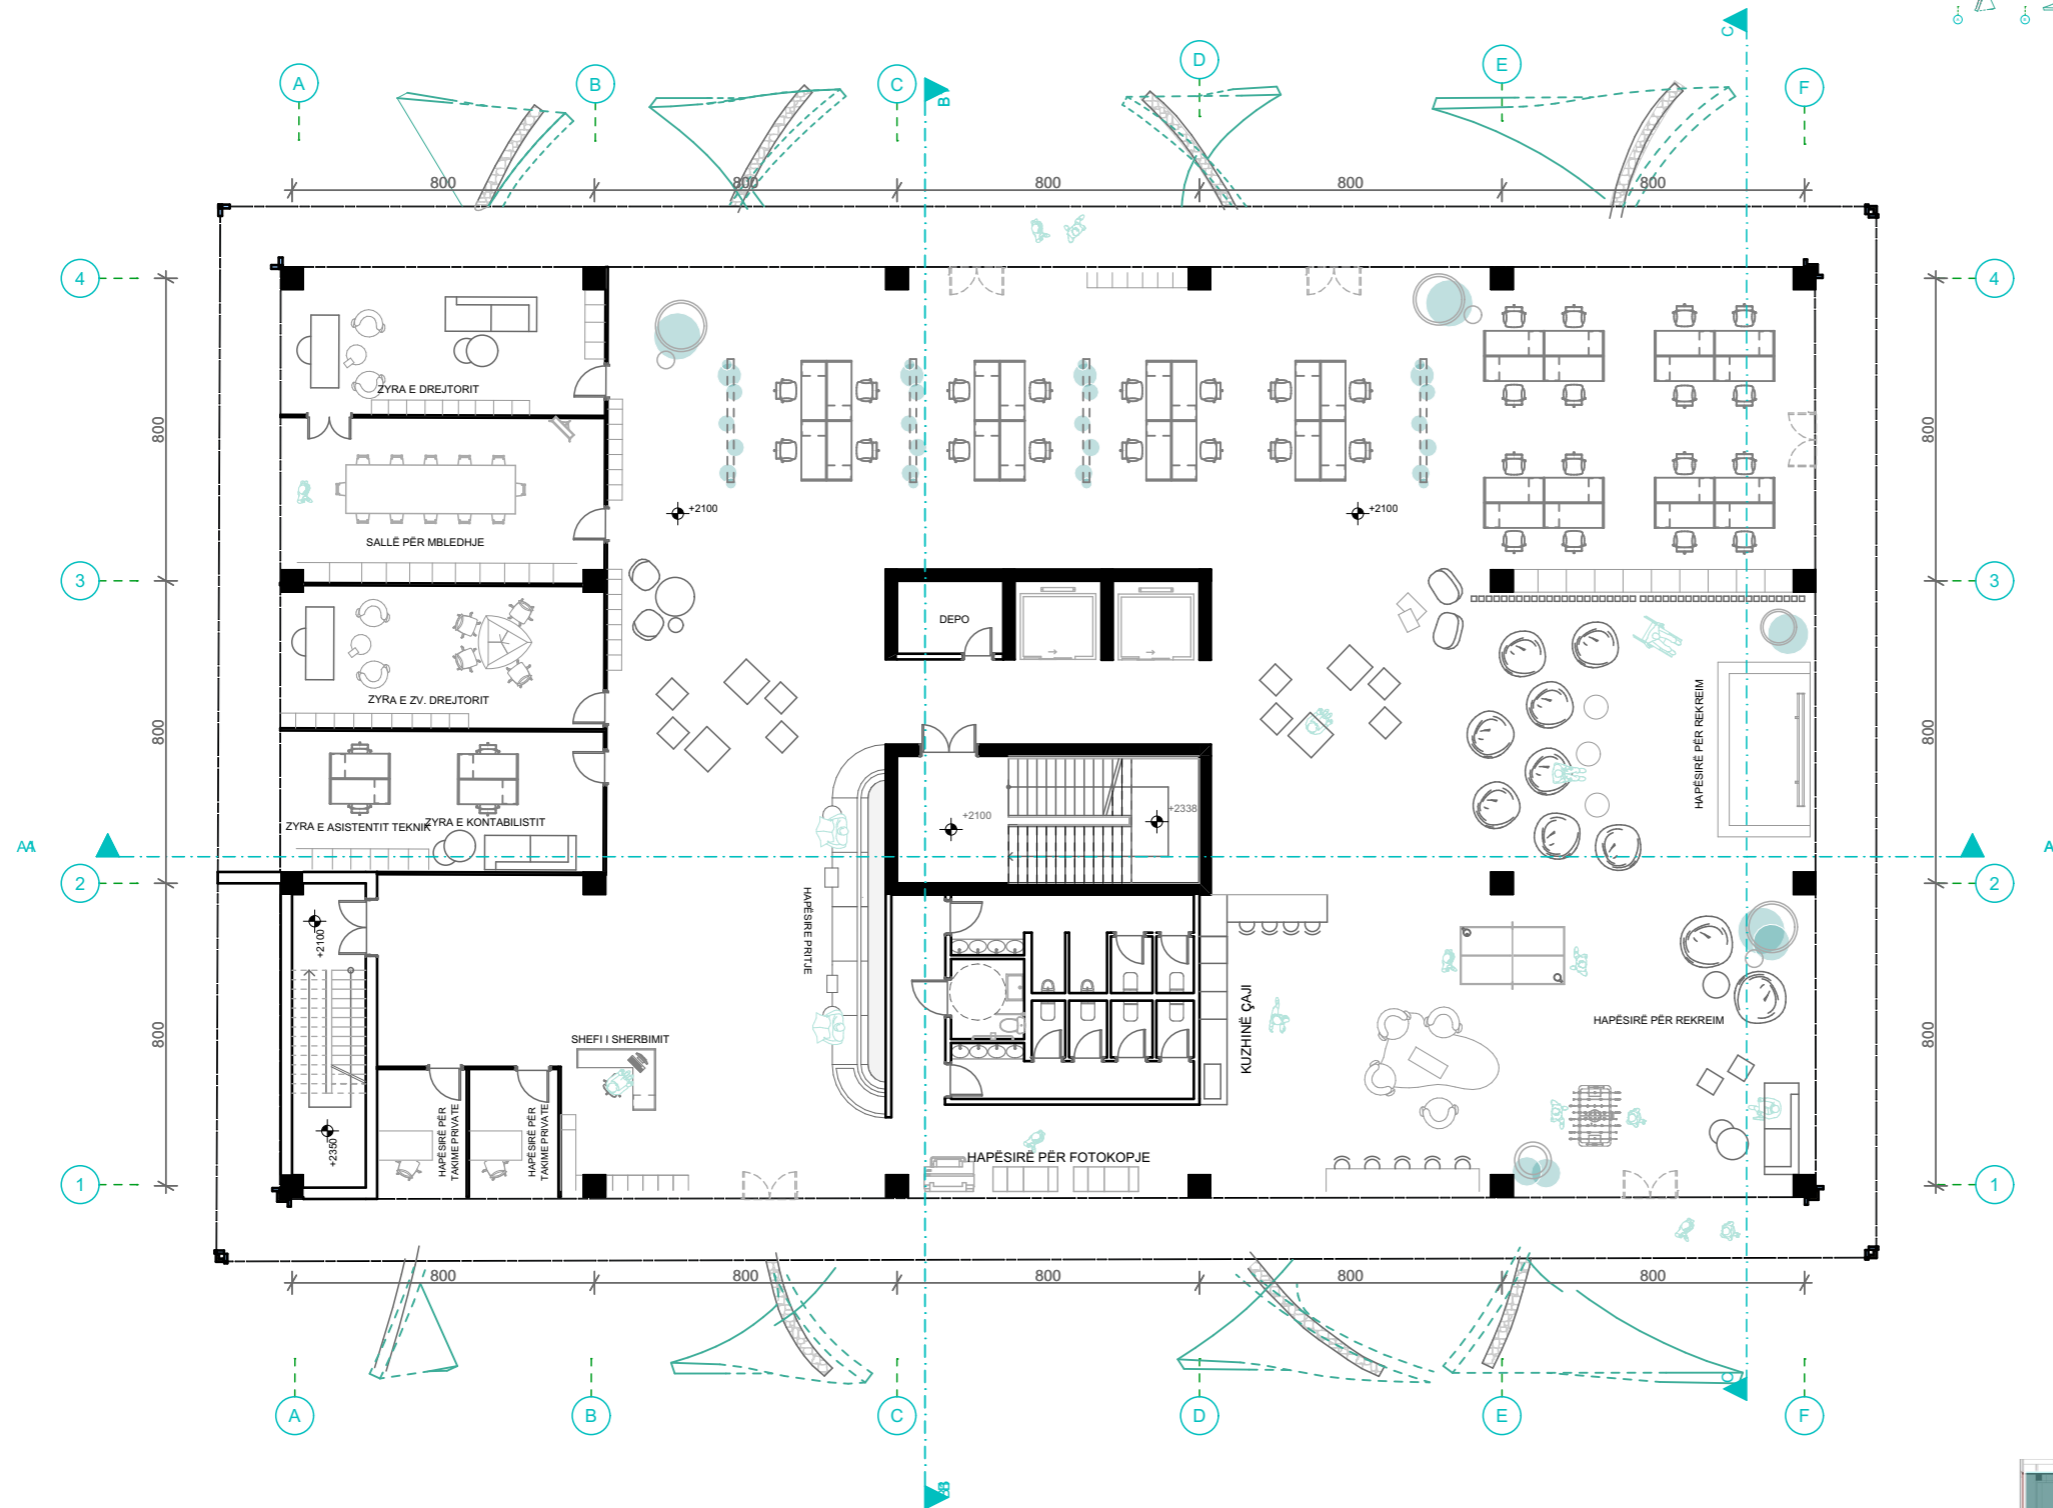 C
A
B
C
D
E
F
B
800
800
800
800
800
4
4
ZYRA E DREJTORIT
800
800
+2100
+2100
SALLË PËR MBLEDHJE
3
3
DEPO
ZYRA E ZV. DREJTORIT
800
800
HAPËSIRË PËR REKREIM
+2100
+2338
ZYRA E ASISTENTIT TEKNIK
ZYRA E KONTABILISTIT
A
2
2
+2100
HAPËSIRE PRITJE
KUZHINË ÇAJI
HAPËSIRË PËR REKREIM
800
800
SHEFI I SHERBIMIT
HAPËSIRË PËR
TAKIME PRIVATE
HAPËSIRË PËR
TAKIME PRIVATE
+2350
HAPËSIRË PËR FOTOKOPJE
1
1
800
800
800
800
800
C
A
B
C
D
E
F